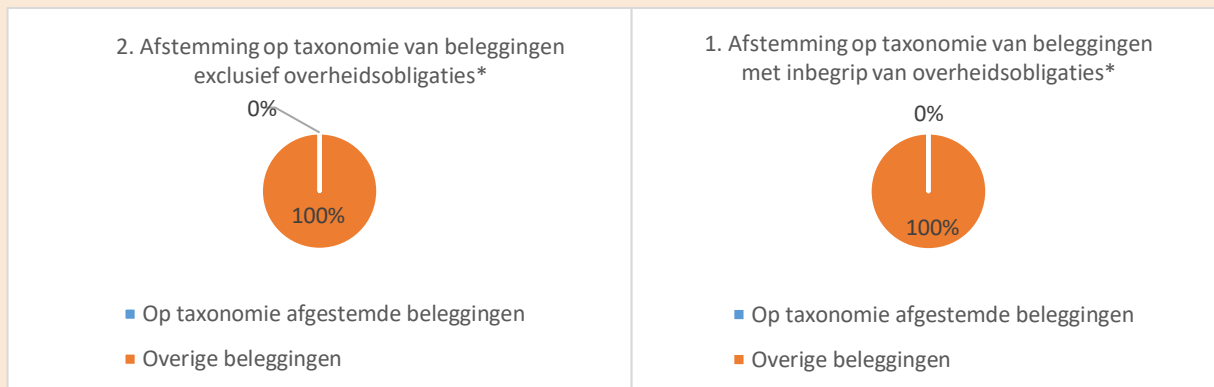 2. Afstemming op taxonomie van beleggingen
exclusief overheidsobligaties*
0%
100%
Op taxonomie afgestemde beleggingen
Overige beleggingen
1. Afstemming op taxonomie van beleggingen
met inbegrip van overheidsobligaties*
0%
100%
Op taxonomie afgestemde beleggingen
Overige beleggingen